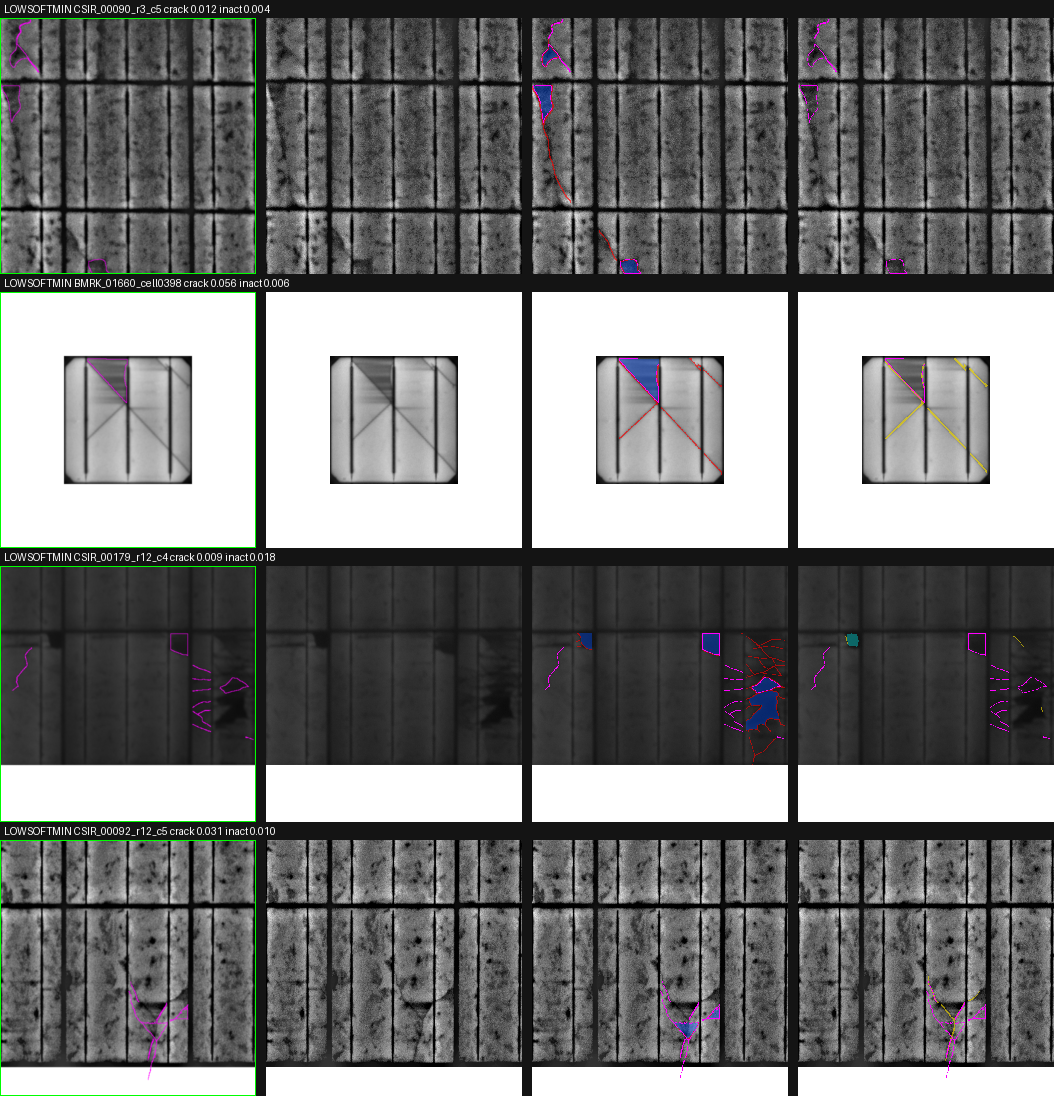 LOWSOFTMIN CSIR_00090_r3_c5 crack 0.012 inact 0.004
LOWSOFTMIN BMRK_01660_cell0398 crack 0.056 inact 0.006
LOWSOFTMIN CSIR_00179_r12_c4 crack 0.009 inact 0.018
LOWSOFTMIN CSIR_00092_r12_c5 crack 0.031 inact 0.010